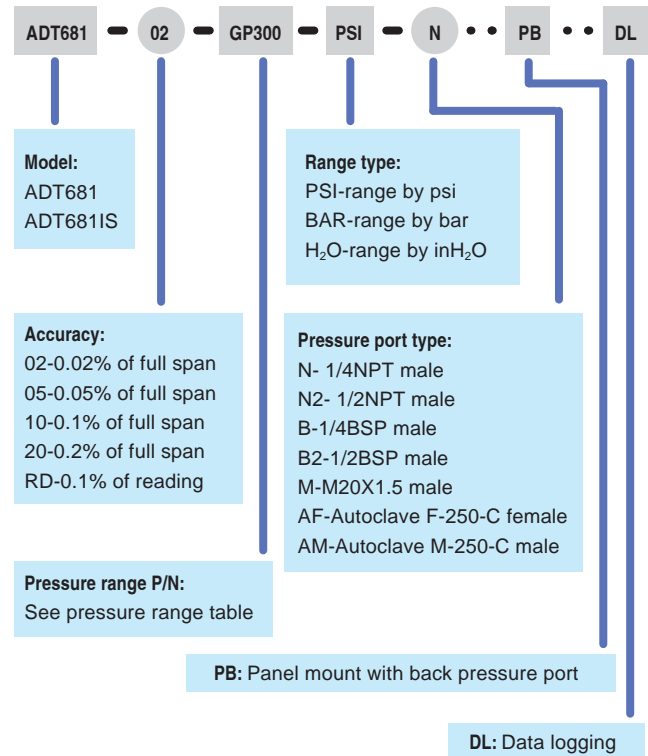 ADT681 – 02 – GP300 – PSI – N · · PB · · DL
Model:
ADT681
ADT681IS
Range type:
PSI-range by psi
BAR-range by bar
H₂O-range by inH₂O
Accuracy:
02-0.02% of full span
05-0.05% of full span
10-0.1% of full span
20-0.2% of full span
RD-0.1% of reading
Pressure port type:
N- 1/4NPT male
N2- 1/2NPT male
B-1/4BSP male
B2-1/2BSP male
M-M20X1.5 male
AF-Autoclave F-250-C female
AM-Autoclave M-250-C male
Pressure range P/N:
See pressure range table
PB: Panel mount with back pressure port
DL: Data logging